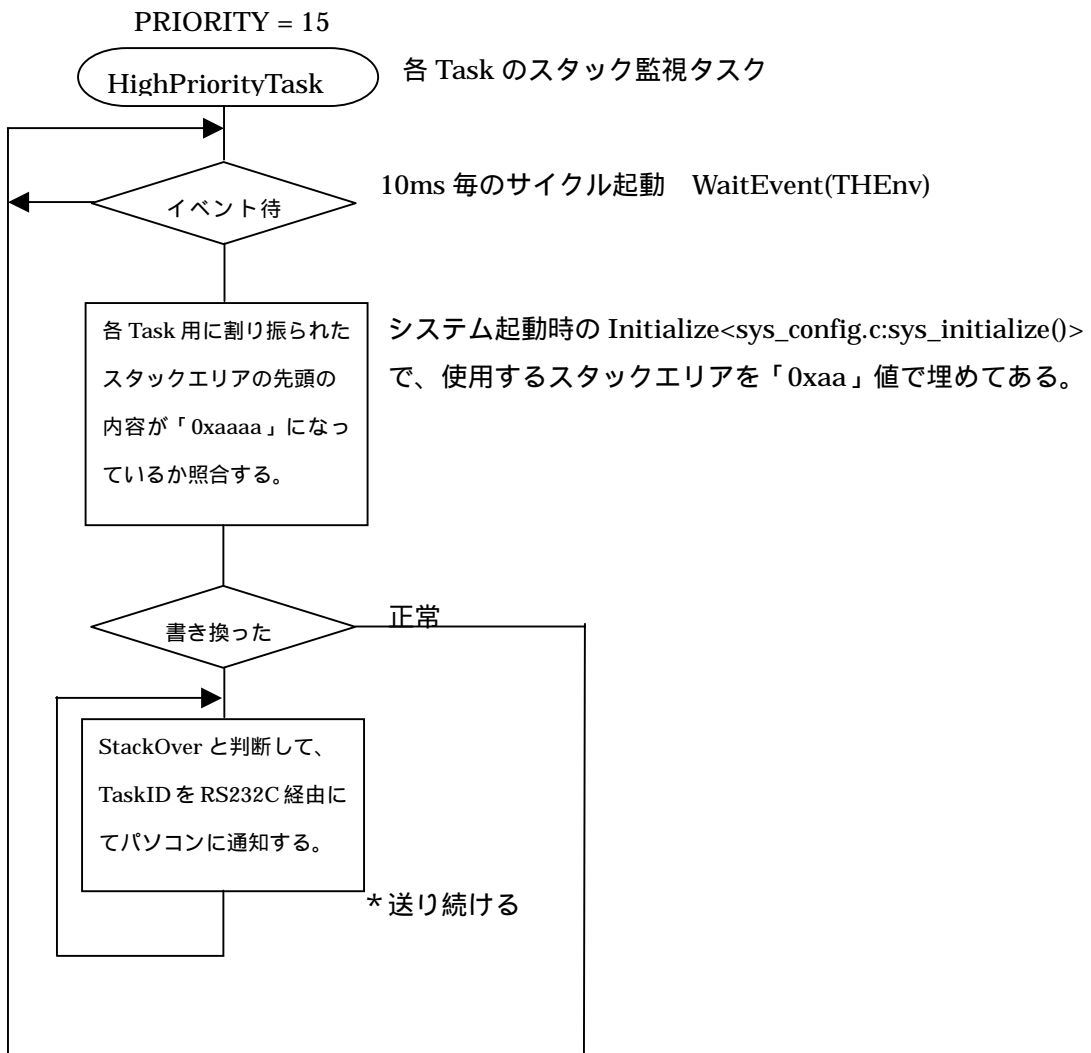 PRIORITY = 15
HighPriorityTask
各 Task のスタック監視タスク
イベント待
10ms 毎のサイクル起動 WaitEvent(THEnv)
各 Task 用に割り振られた
スタックエリアの先頭の
内容が「0xaaaa」になっ
ているか照合する。
システム起動時の Initialize<sys_config.c:sys_initialize()>
で、使用するスタックエリアを「0xaa」値で埋めてある。
書き換った
正常
StackOver と判断して、
TaskID を RS232C 経由に
てパソコンに通知する。
*送り続ける